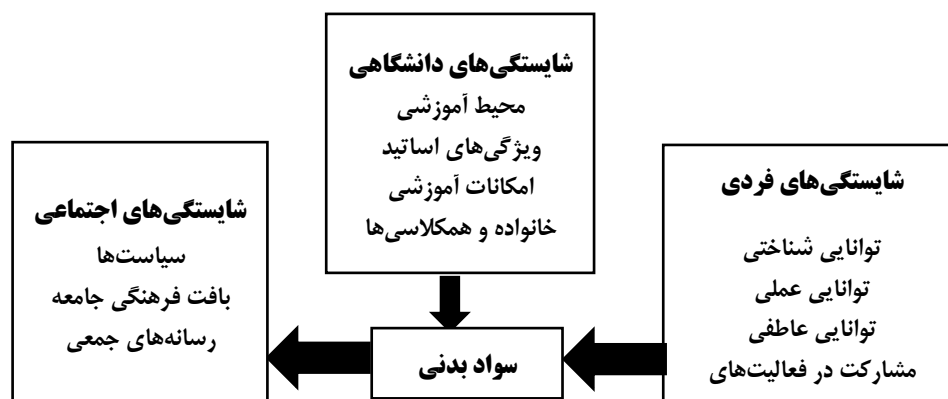 شایستگی‌های دانشگاهی
محیط آموزشی
ویژگی‌های اساتید
امکانات آموزشی
خانواده و همکلاسی‌ها
شایستگی‌های فردی
توانایی شناختی
توانایی عملی
توانایی عاطفی
مشارکت در فعالیت‌های
سواد بدنی
شایستگی‌های اجتماعی
سیاست‌ها
بافت فرهنگی جامعه
رسانه‌های جمعی